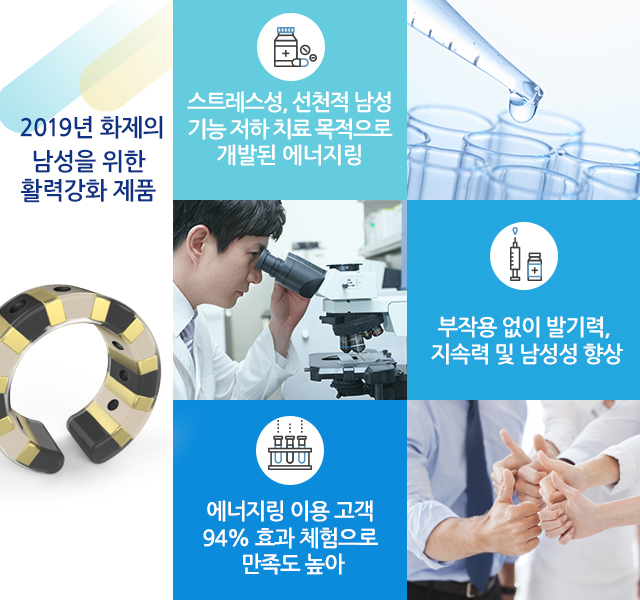 2019년 화제의
남성을 위한
활력강화 제품
스트레스성, 선천적 남성
기능 저하 치료 목적으로
개발된 에너지링
부작용 없이 발기력,
지속력 및 남성성 향상
에너지링 이용 고객
94% 효과 체험으로
만족도 높아